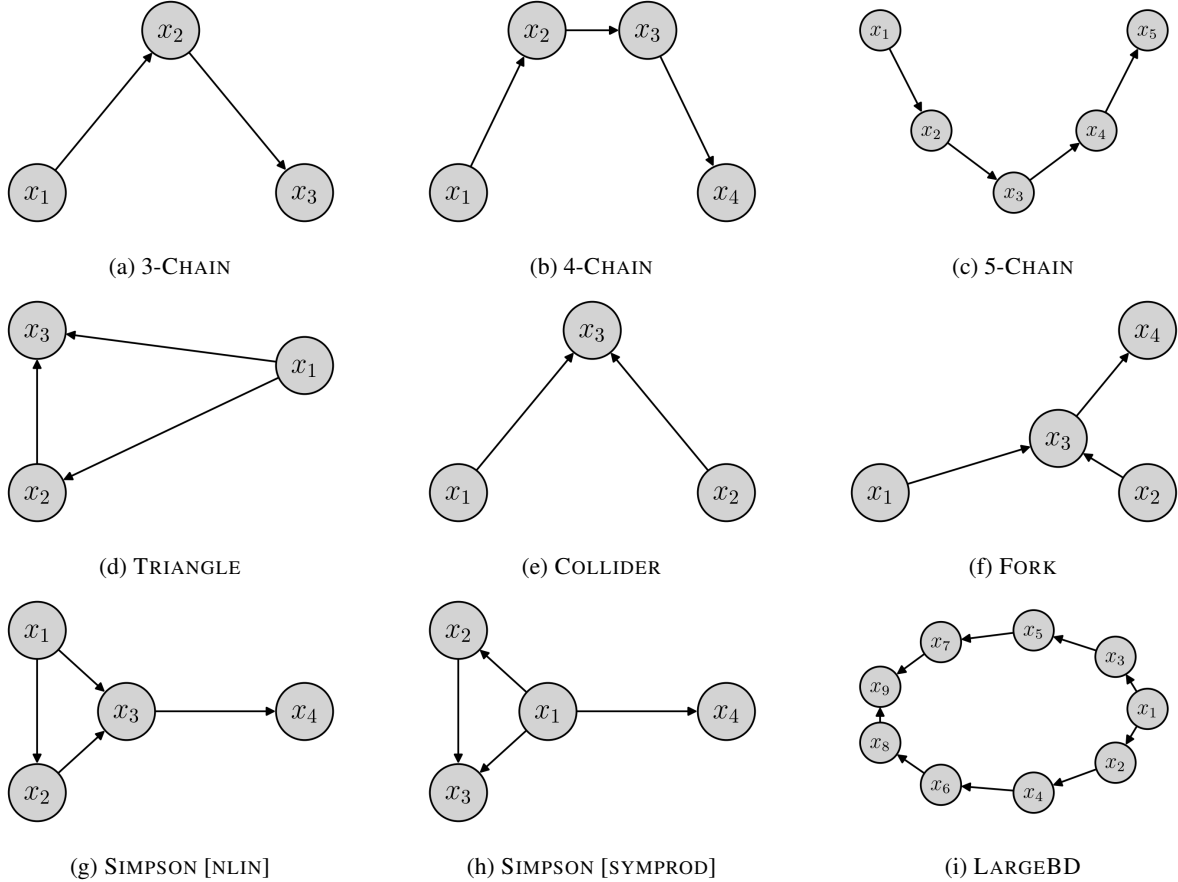 x₂
x₁
x₃
(a) 3-CHAIN
x₂ x₃
x₁
x₄
(b) 4-CHAIN
x₁ x₅
x₂ x₄
x₃
(c) 5-CHAIN
x₃
x₁
x₂
(d) TRIANGLE
x₃
x₁ x₂
(e) COLLIDER
x₄
x₃
x₁ x₂
(f) FORK
x₁
x₃ x₄
x₂
(g) SIMPSON [NLIN]
x₂
x₁ x₄
x₃
(h) SIMPSON [SYMPROD]
x₅
x₇
x₃
x₉
x₁
x₈
x₂
x₆
x₄
(i) LARGEBD